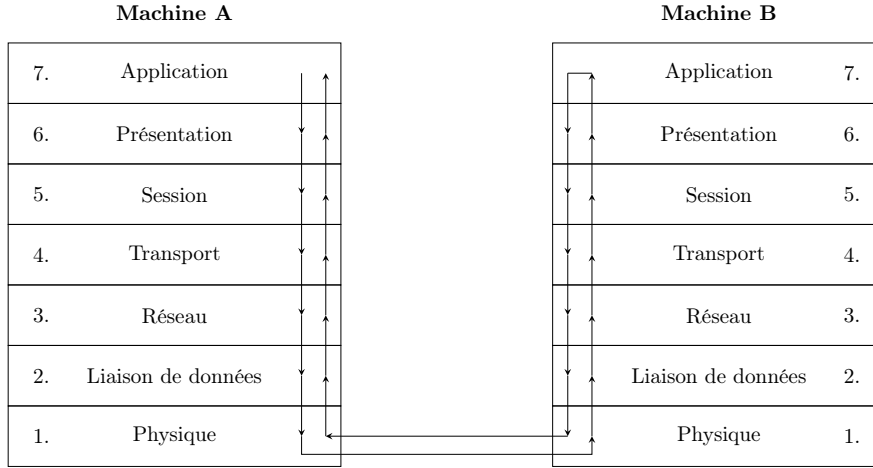 Machine A Machine B
7. Application Application 7.
6. Présentation Présentation 6.
5. Session Session 5.
4. Transport Transport 4.
3. Réseau Réseau 3.
2. Liaison de données Liaison de données 2.
1. Physique Physique 1.